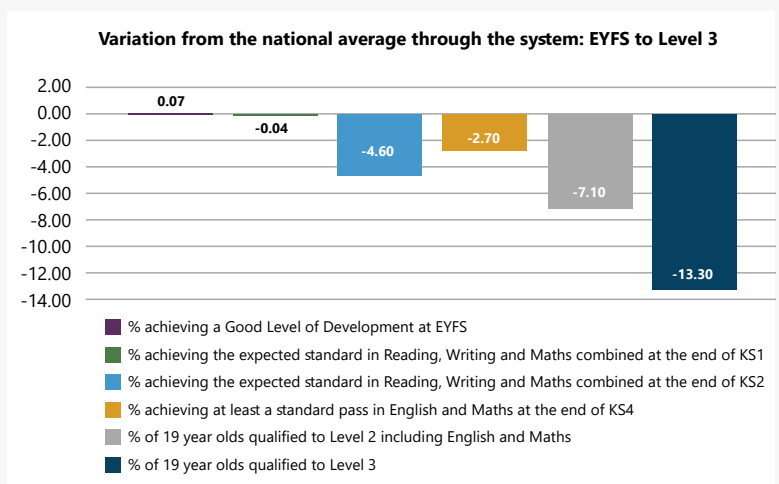 Variation from the national average through the system: EYFS to Level 3
2.00
0.00
-2.00
-4.00
-6.00
-8.00
-10.00
-12.00
-14.00
0.07
-0.04
-4.60
-2.70
-7.10
-13.30
% achieving a Good Level of Development at EYFS
% achieving the expected standard in Reading, Writing and Maths combined at the end of KS1
% achieving the expected standard in Reading, Writing and Maths combined at the end of KS2
% achieving at least a standard pass in English and Maths at the end of KS4
% of 19 year olds qualified to Level 2 including English and Maths
% of 19 year olds qualified to Level 3